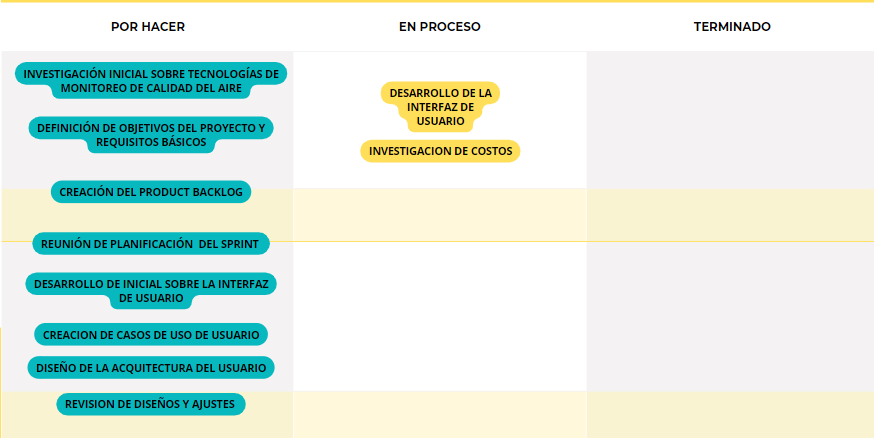 POR HACER
EN PROCESO
TERMINADO
INVESTIGACIÓN INICIAL SOBRE TECNOLOGÍAS DE
MONITOREO DE CALIDAD DEL AIRE
DEFINICIÓN DE OBJETIVOS DEL PROYECTO Y
REQUISITOS BÁSICOS
CREACIÓN DEL PRODUCT BACKLOG
REUNIÓN DE PLANIFICACIÓN DEL SPRINT
DESARROLLO DE INICIAL SOBRE LA INTERFAZ
DE USUARIO
CREACION DE CASOS DE USO DE USUARIO
DISEÑO DE LA ACQUITECTURA DEL USUARIO
REVISION DE DISEÑOS Y AJUSTES
DESARROLLO DE LA
INTERFAZ DE
USUARIO
INVESTIGACION DE COSTOS